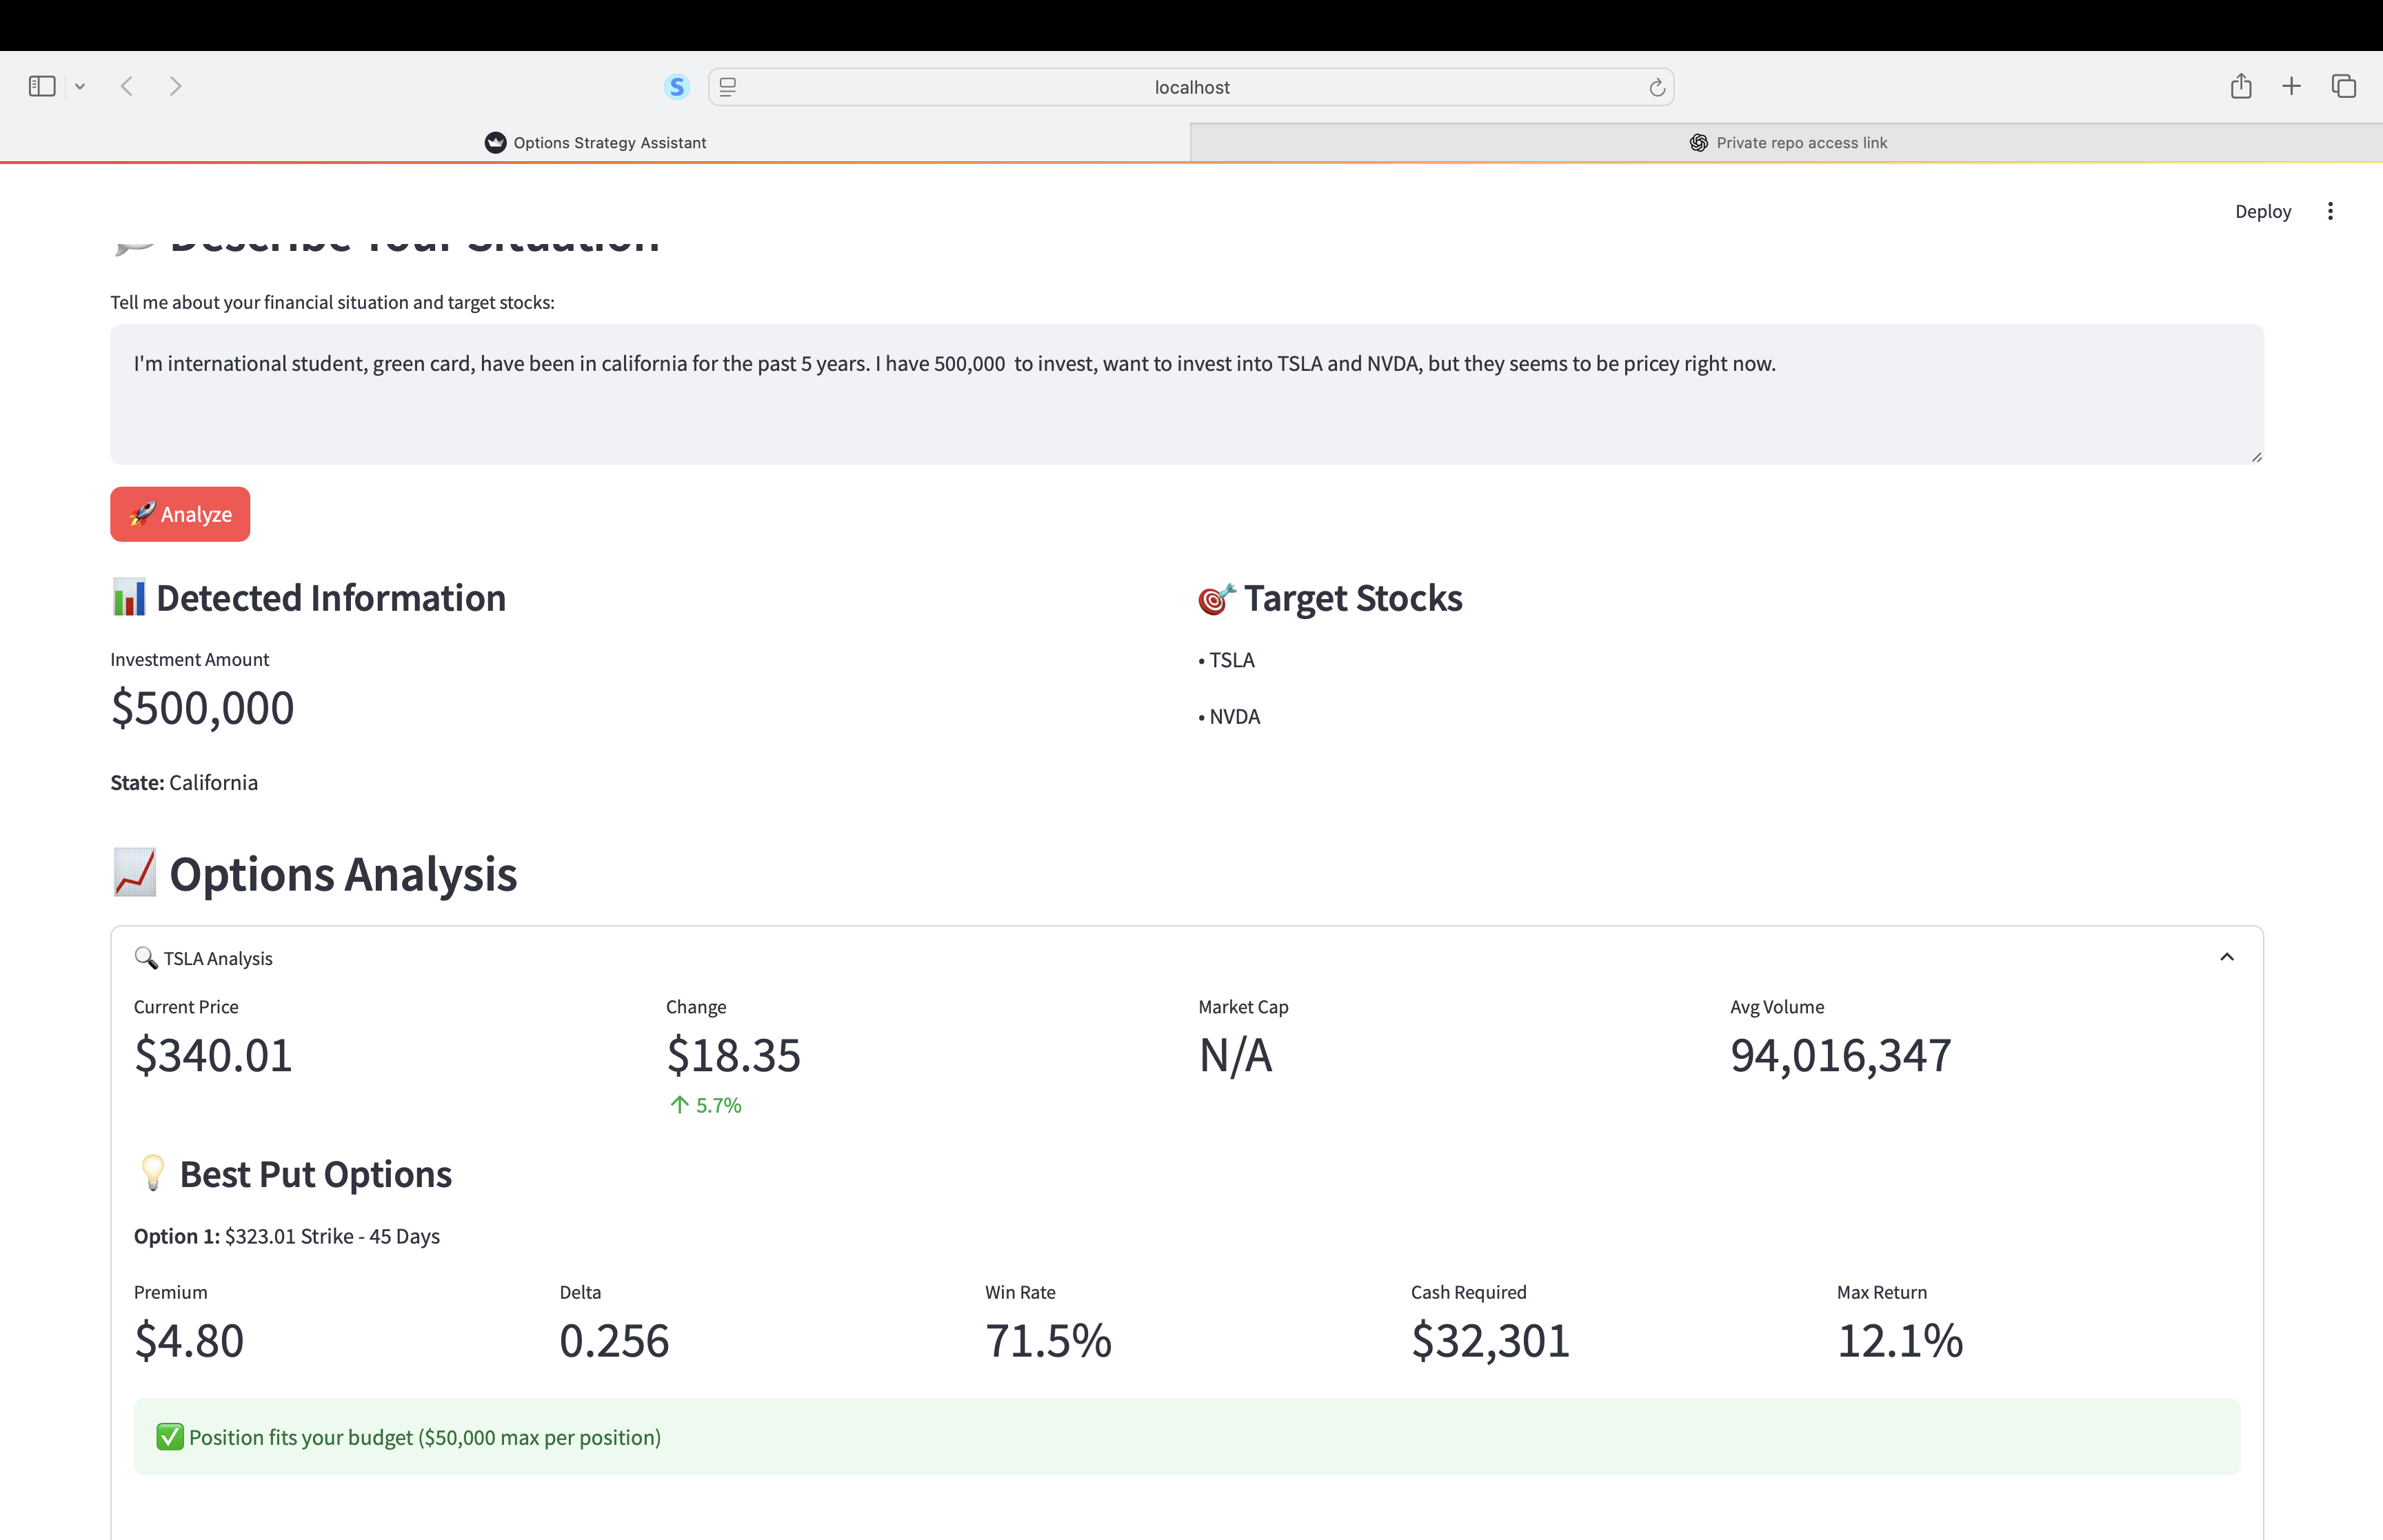 localhost
Options Strategy Assistant
Private repo access link
Deploy
Describe Your Situation
Tell me about your financial situation and target stocks:
I'm international student, green card, have been in california for the past 5 years. I have 500,000  to invest, want to invest into TSLA and NVDA, but they seems to be pricey right now.
Analyze
Detected Information
Target Stocks
Investment Amount
$500,000
• TSLA
• NVDA
State: California
Options Analysis
TSLA Analysis
Current Price
Change
Market Cap
Avg Volume
$340.01
$18.35
N/A
94,016,347
↑ 5.7%
Best Put Options
Option 1: $323.01 Strike - 45 Days
Premium
Delta
Win Rate
Cash Required
Max Return
$4.80
0.256
71.5%
$32,301
12.1%
Position fits your budget ($50,000 max per position)